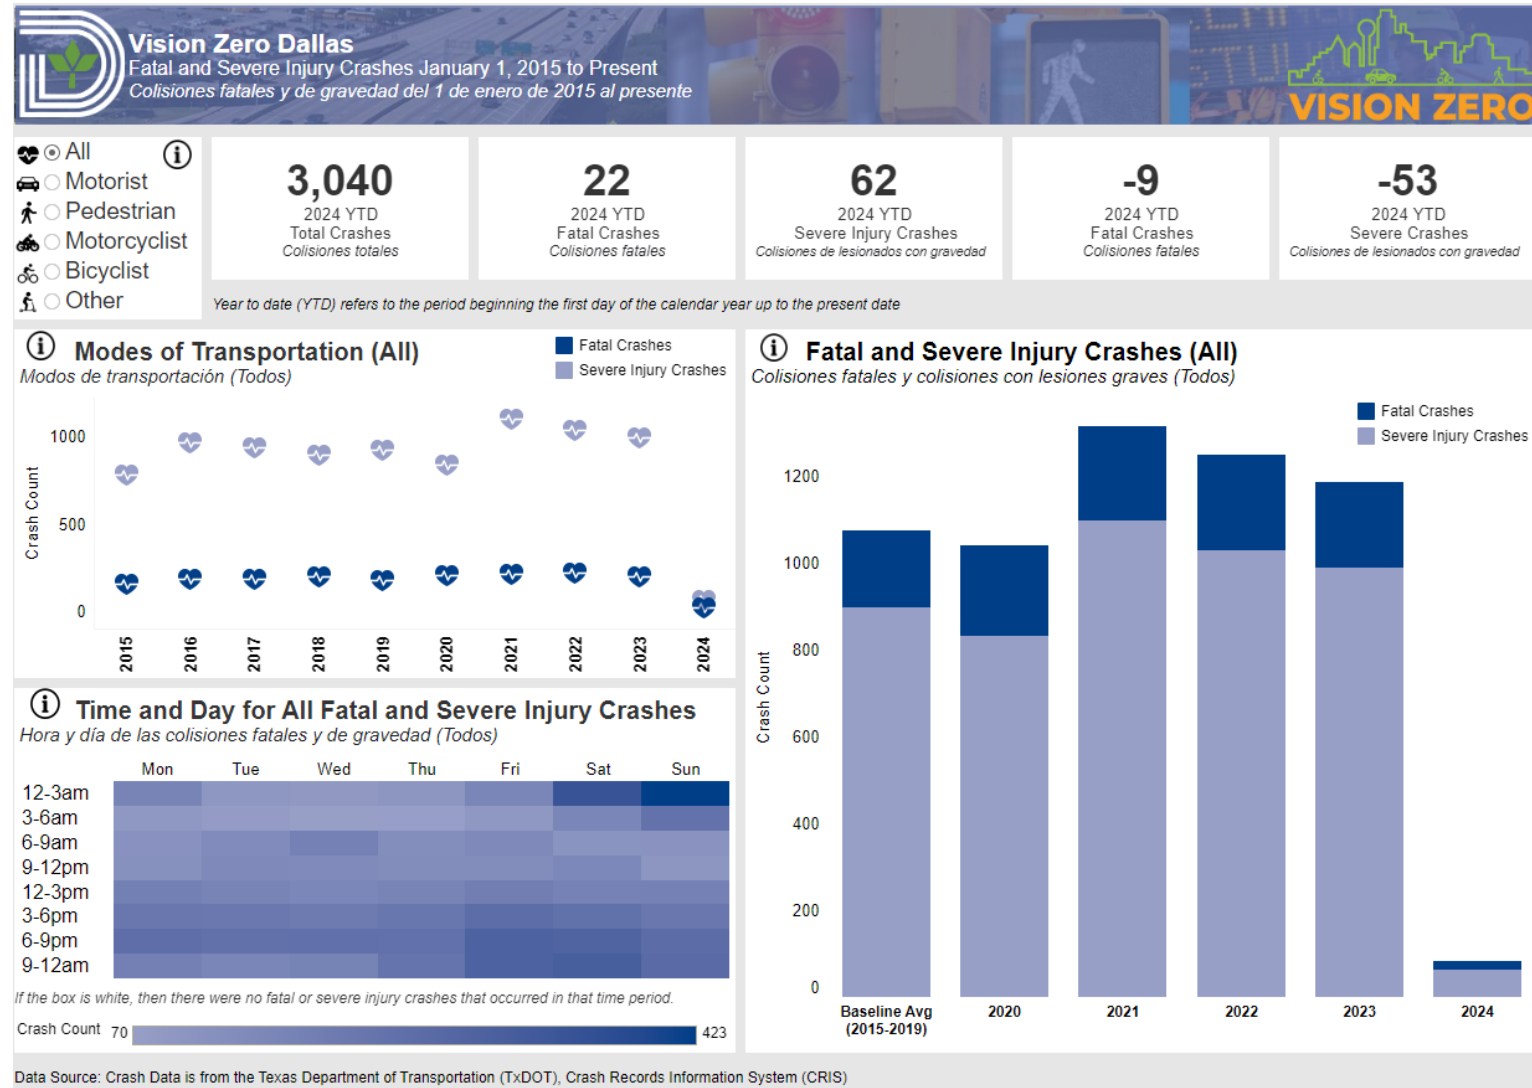 Vision Zero Dallas
Fatal and Severe Injury Crashes January 1, 2015 to Present
Colisiones fatales y de gravedad del 1 de enero de 2015 al presente
VISION ZERO
All
Motorist
Pedestrian
Motorcyclist
Bicyclist
Other
3,040
2024 YTD
Total Crashes
Colisiones totales
22
2024 YTD
Fatal Crashes
Colisiones fatales
62
2024 YTD
Severe Injury Crashes
Colisiones de lesionados con gravedad
-9
2024 YTD
Fatal Crashes
Colisiones fatales
-53
2024 YTD
Severe Crashes
Colisiones de lesionados con gravedad
Year to date (YTD) refers to the period beginning the first day of the calendar year up to the present date
Modes of Transportation (All)
Modos de transportación (Todos)
Fatal Crashes
Severe Injury Crashes
Crash Count
1000
500
0
2015
2016
2017
2018
2019
2020
2021
2022
2023
2024
Time and Day for All Fatal and Severe Injury Crashes
Hora y día de las colisiones fatales y de gravedad (Todos)
Mon Tue Wed Thu Fri Sat Sun
12-3am
3-6am
6-9am
9-12pm
12-3pm
3-6pm
6-9pm
9-12am
If the box is white, then there were no fatal or severe injury crashes that occurred in that time period.
Crash Count 70 423
Fatal and Severe Injury Crashes (All)
Colisiones fatales y colisiones con lesiones graves (Todos)
Fatal Crashes
Severe Injury Crashes
Crash Count
1200
1000
800
600
400
200
0
Baseline Avg
(2015-2019)
2020
2021
2022
2023
2024
Data Source: Crash Data is from the Texas Department of Transportation (TxDOT), Crash Records Information System (CRIS)